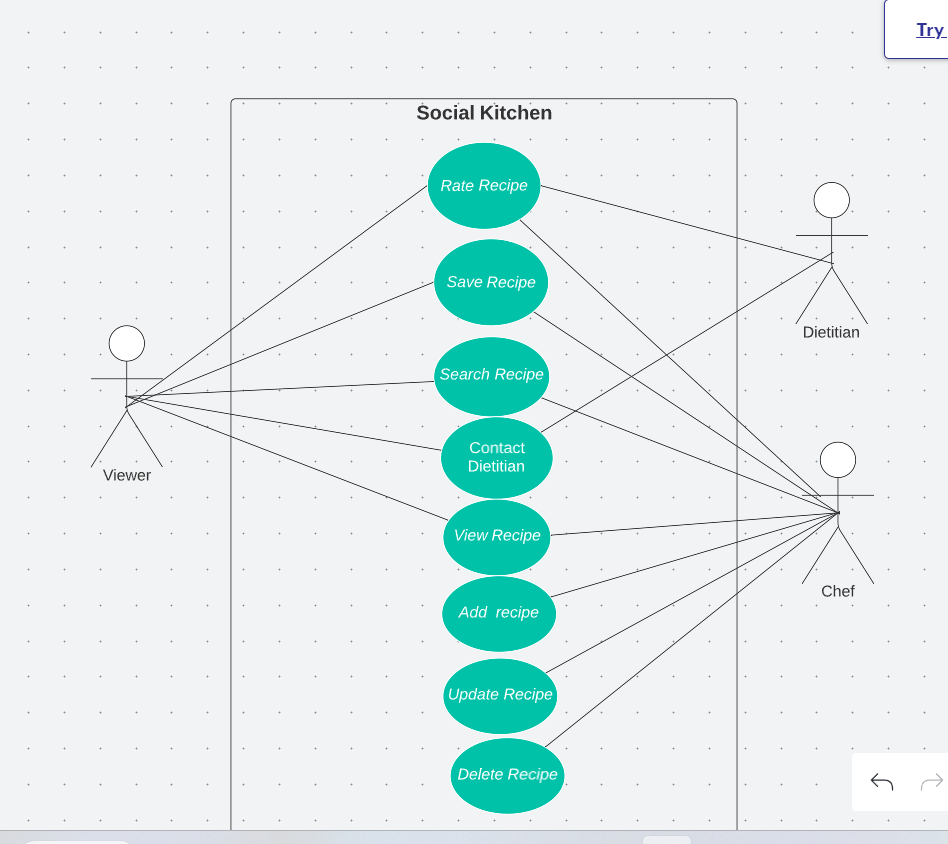 Try
Social Kitchen
Rate Recipe
Save Recipe
Search Recipe
Contact
Dietitian
View Recipe
Add recipe
Update Recipe
Delete Recipe
Viewer
Dietitian
Chef